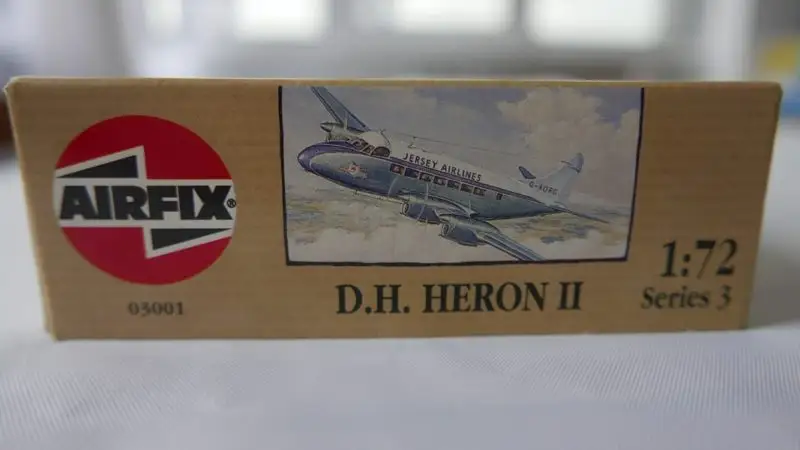 AIRFIX®
03001
JERSEY AIRLINES
D.H. HERON II
1:72
Series 3